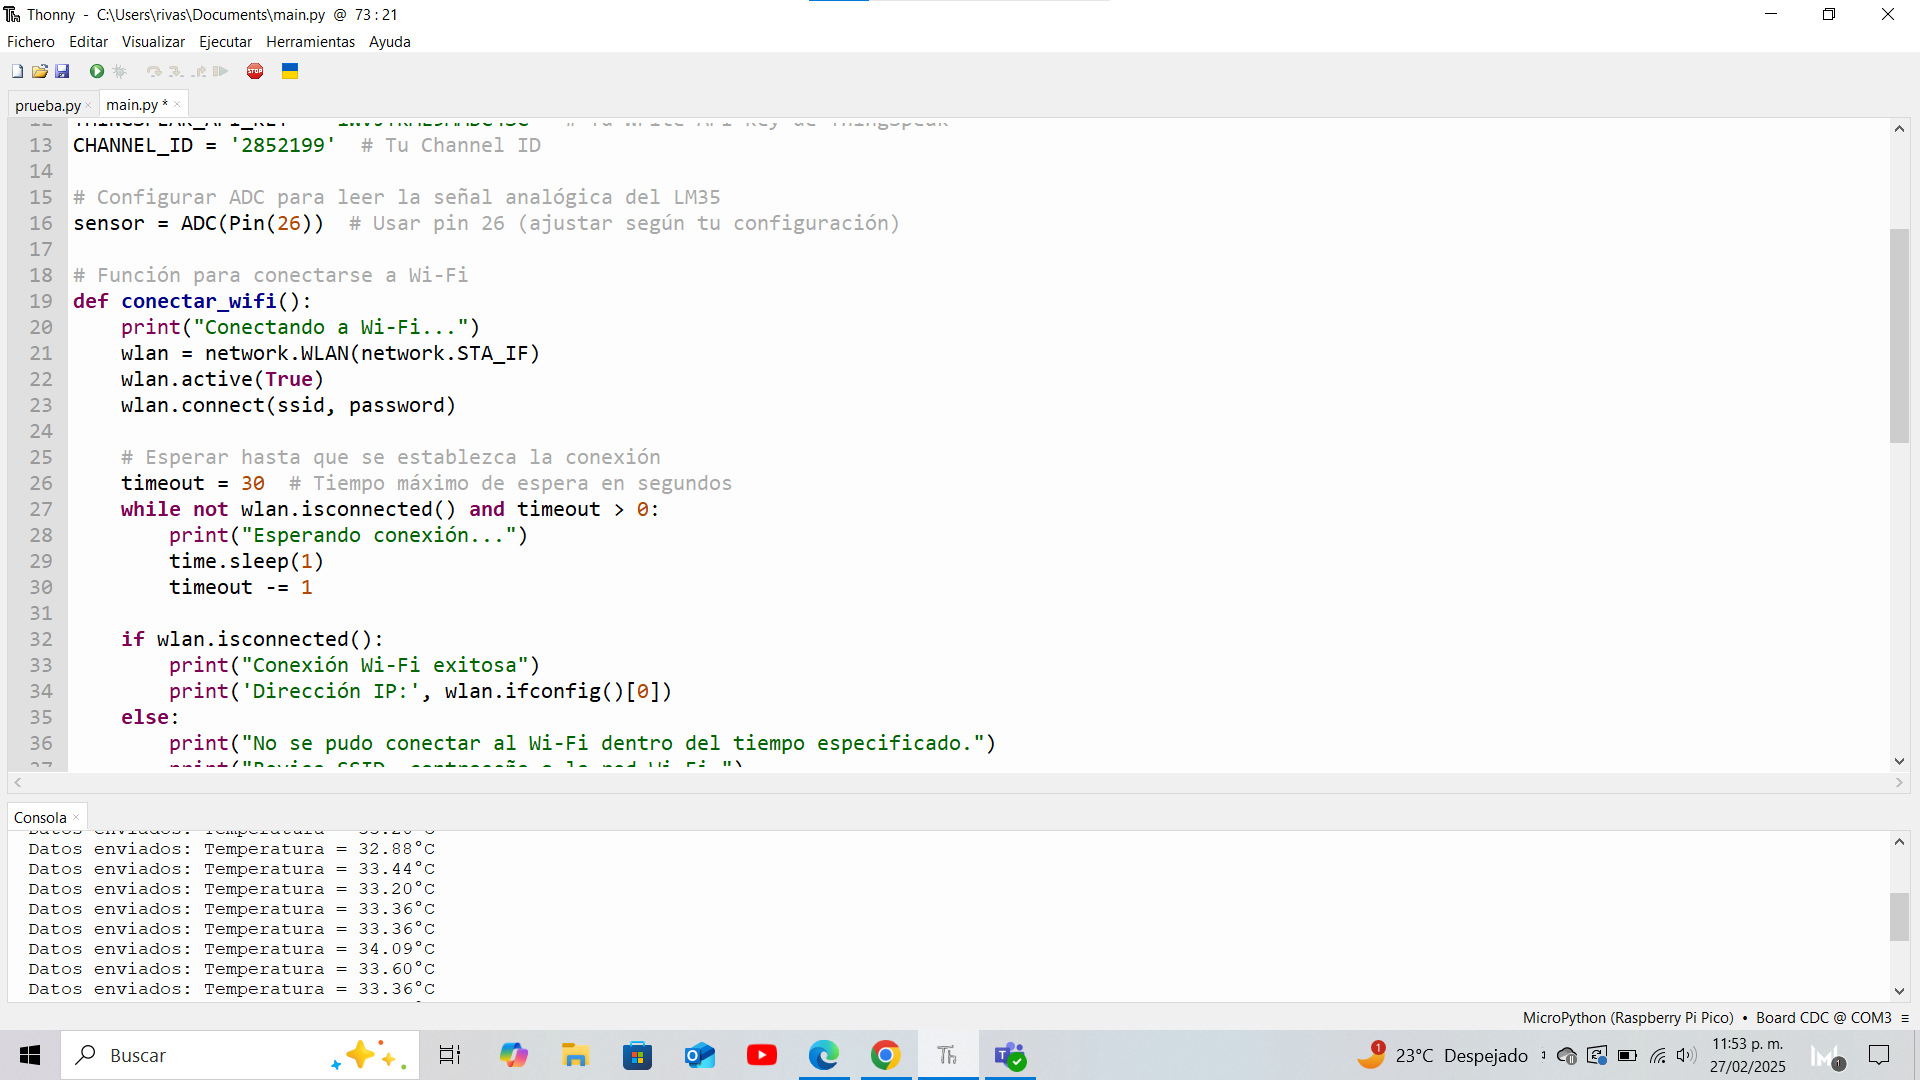 Thonny - C:\Users\rivas\Documents\main.py @ 73 : 21
Fichero Editar Visualizar Ejecutar Herramientas Ayuda
STOP
prueba.py × main.py * ×
13 CHANNEL_ID = '2852199'  # Tu Channel ID
14
15 # Configurar ADC para leer la señal analógica del LM35
16 sensor = ADC(Pin(26))  # Usar pin 26 (ajustar según tu configuración)
17
18 # Función para conectarse a Wi-Fi
19 def conectar_wifi():
20     print("Conectando a Wi-Fi...")
21     wlan = network.WLAN(network.STA_IF)
22     wlan.active(True)
23     wlan.connect(ssid, password)
24
25     # Esperar hasta que se establezca la conexión
26     timeout = 30  # Tiempo máximo de espera en segundos
27     while not wlan.isconnected() and timeout > 0:
28         print("Esperando conexión...")
29         time.sleep(1)
30         timeout -= 1
31
32     if wlan.isconnected():
33         print("Conexión Wi-Fi exitosa")
34         print('Dirección IP:', wlan.ifconfig()[0])
35     else:
36         print("No se pudo conectar al Wi-Fi dentro del tiempo especificado.")
Consola ×
Datos enviados: Temperatura = 32.88°C
Datos enviados: Temperatura = 33.44°C
Datos enviados: Temperatura = 33.20°C
Datos enviados: Temperatura = 33.36°C
Datos enviados: Temperatura = 33.36°C
Datos enviados: Temperatura = 34.09°C
Datos enviados: Temperatura = 33.60°C
Datos enviados: Temperatura = 33.36°C
MicroPython (Raspberry Pi Pico) • Board CDC @ COM3 ≡
Buscar
1 23°C Despejado
11:53 p. m.
27/02/2025
1